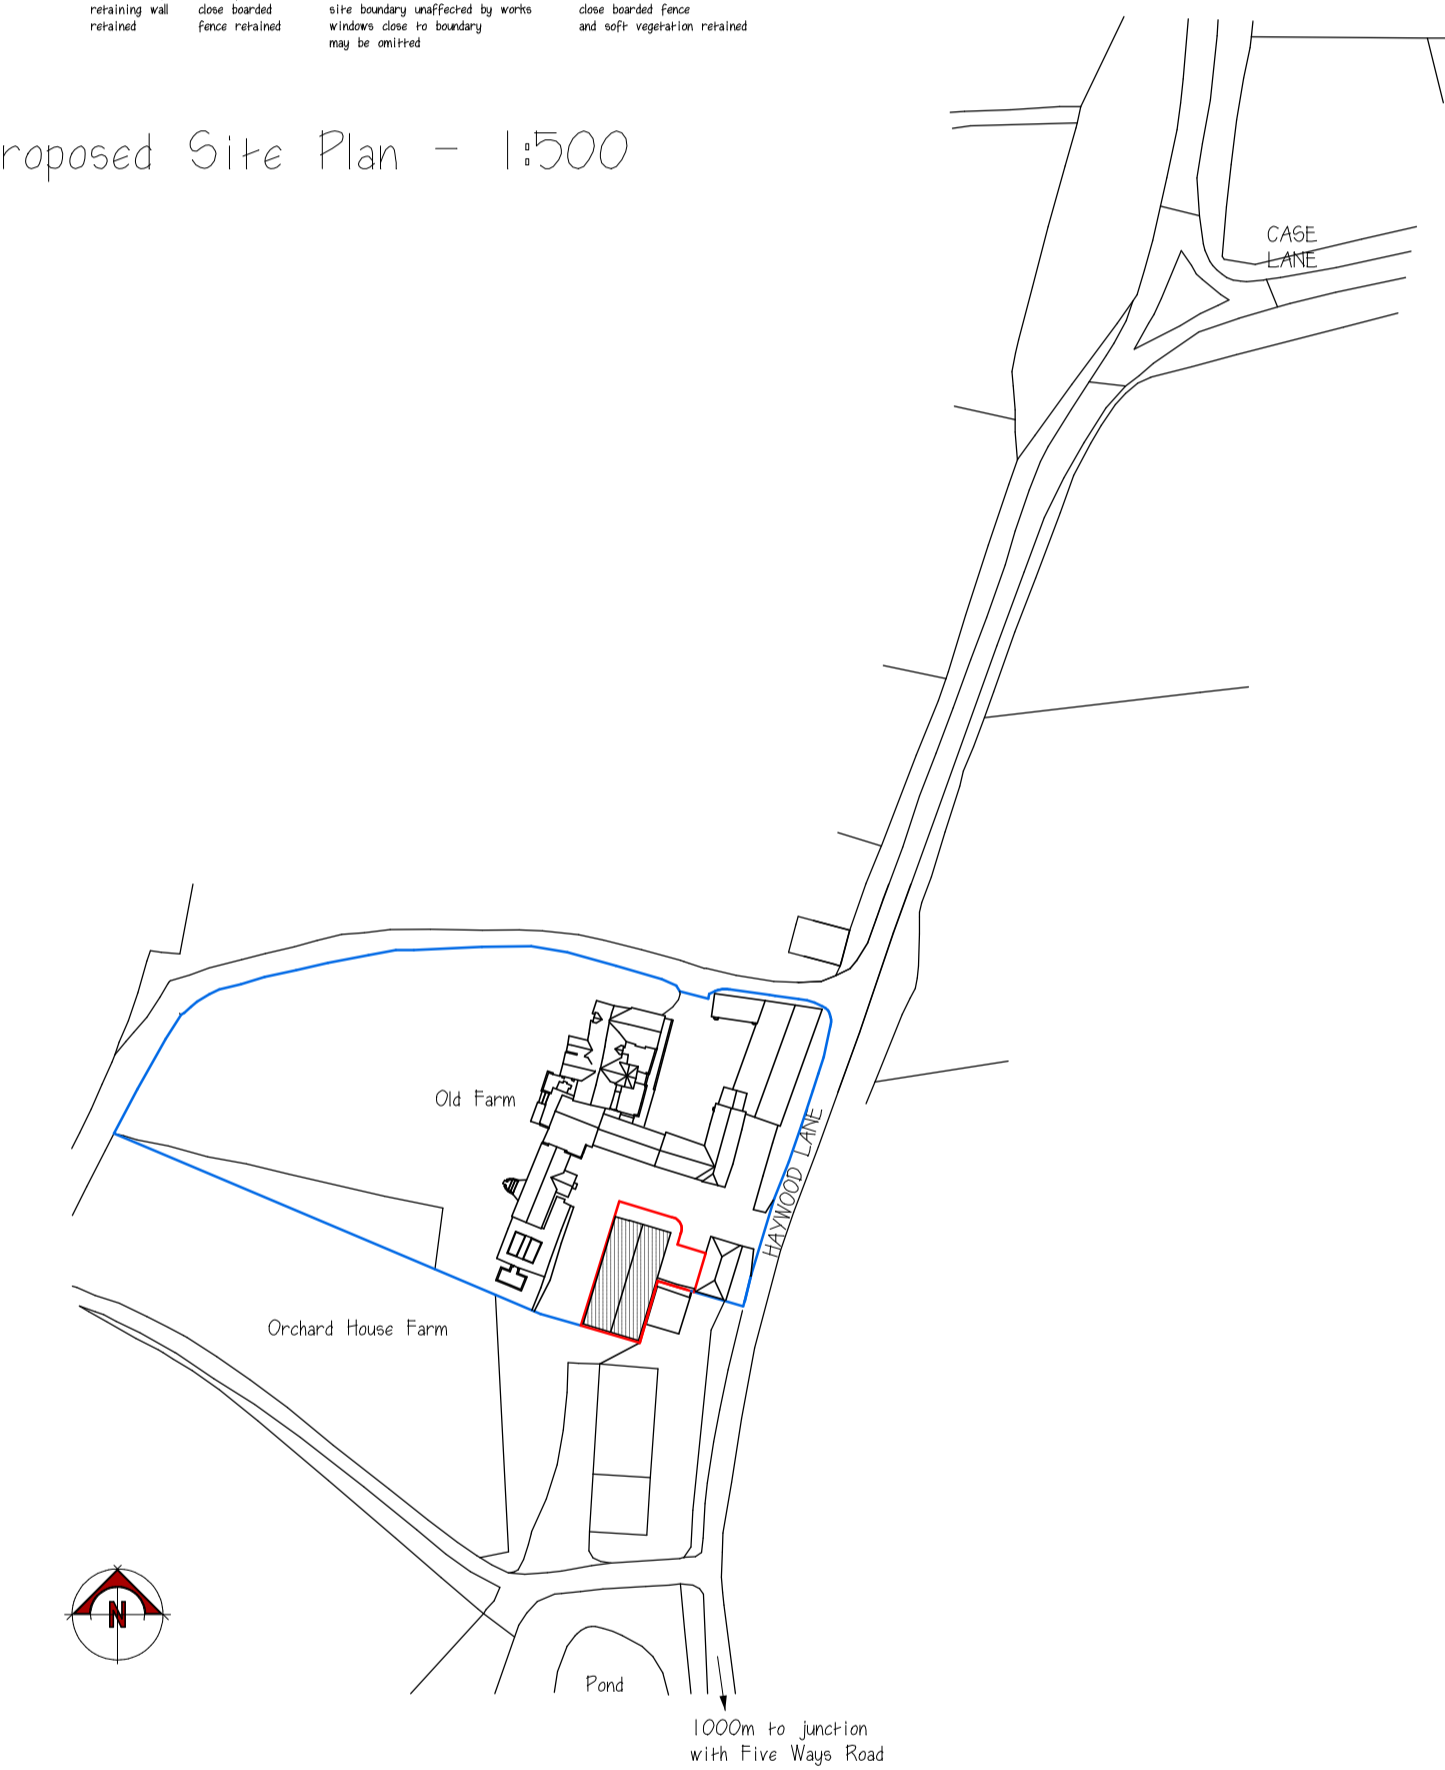 retaining wall
retained
close boarded
fence retained
site boundary unaffected by works
windows close to boundary
may be omitted
close boarded fence
and soft vegetation retained
roposed Site Plan - 1:500
CASE
LANE
Old Farm
HAYWOOD LANE
Orchard House Farm
N
Pond
1000m to junction
with Five Ways Road